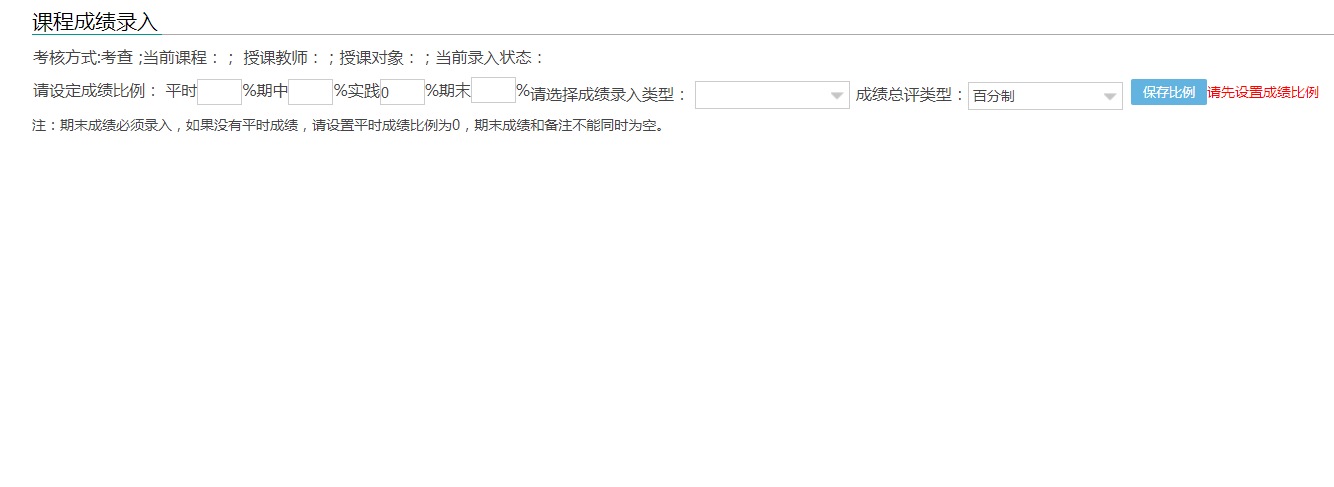 课程成绩录入
考核方式:考查 ;当前课程： ； 授课教师： ；授课对象： ；当前录入状态：
请设定成绩比例： 平时 %期中 %实践 0 %期末 %请选择成绩录入类型： 成绩总评类型：百分制 保存比例 请先设置成绩比例
注：期末成绩必须录入，如果没有平时成绩，请设置平时成绩比例为0，期末成绩和备注不能同时为空。